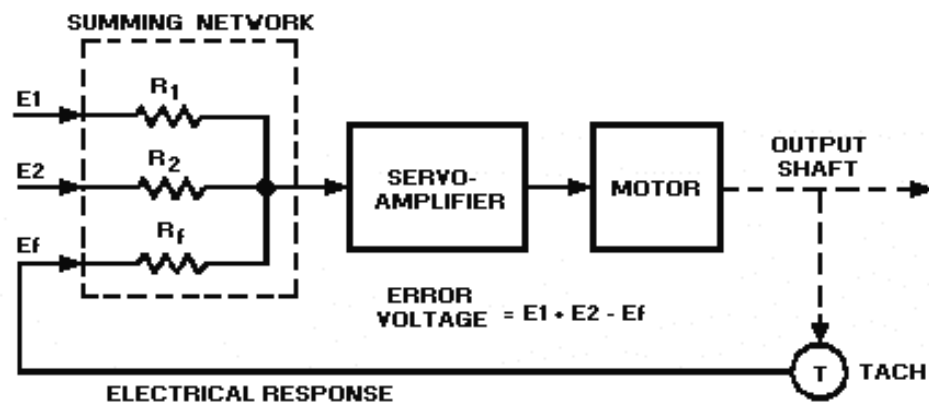 SUMMING NETWORK
E1
R1
E2
R2
Ef
Rf
SERVO-
AMPLIFIER
MOTOR
OUTPUT
SHAFT
ERROR
VOLTAGE = E1 + E2 - Ef
T
TACH
ELECTRICAL RESPONSE